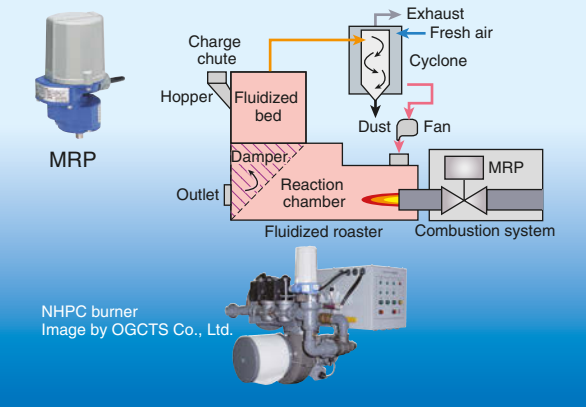 Exhaust
Fresh air
Charge
chute
Cyclone
Hopper
Fluidized
bed
Dust
Fan
MRP
Damper
MRP
Outlet
Reaction
chamber
Fluidized roaster
Combustion system
NHPC burner
Image by OGCTS Co., Ltd.